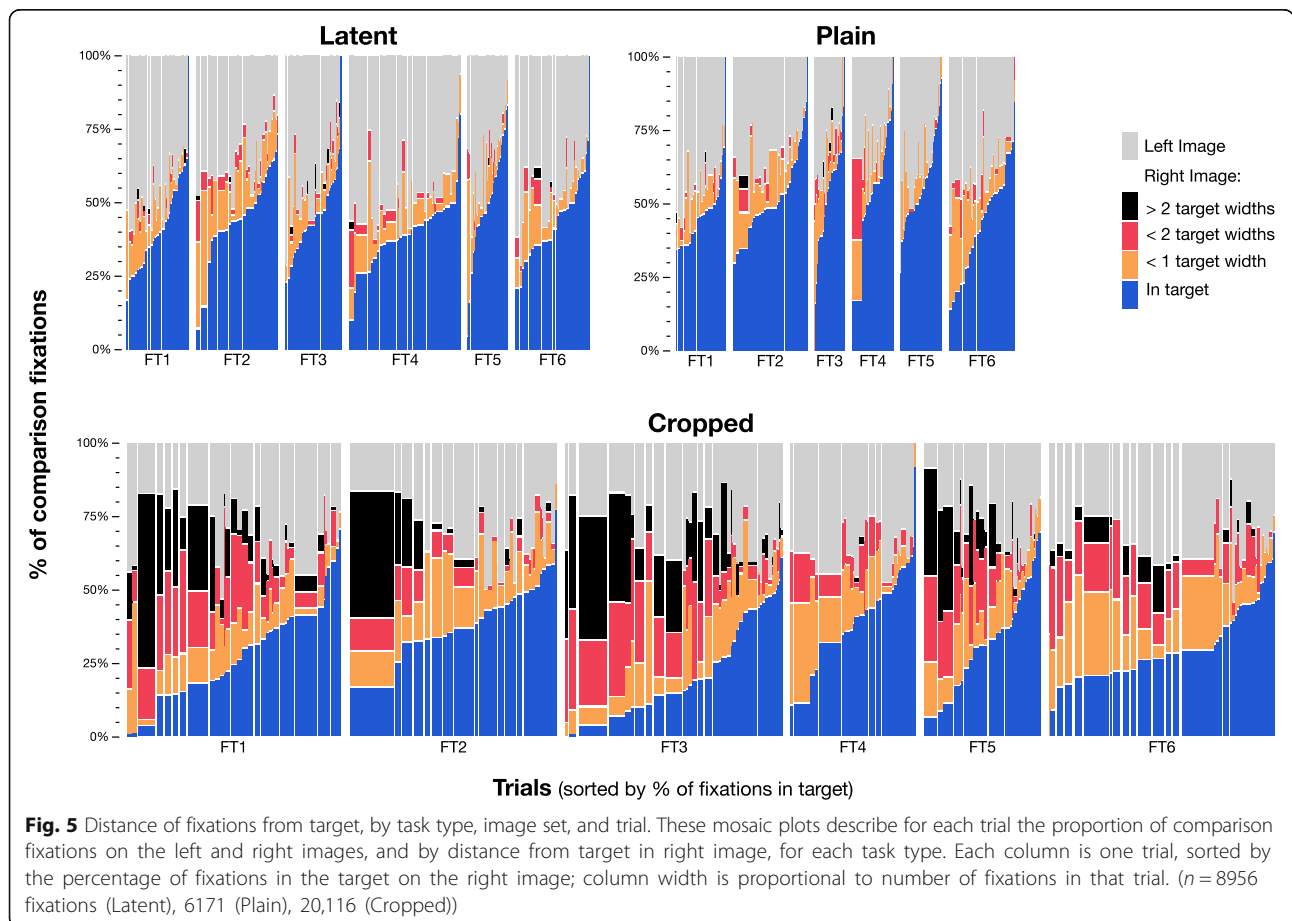 Latent
Plain
100%
75%
50%
25%
0%
FT1 FT2 FT3 FT4 FT5 FT6
100%
75%
50%
25%
0%
FT1 FT2 FT3 FT4 FT5 FT6
Left Image
Right Image:
> 2 target widths
< 2 target widths
< 1 target width
In target
% of comparison fixations
Cropped
100%
75%
50%
25%
0%
FT1 FT2 FT3 FT4 FT5 FT6
Trials (sorted by % of fixations in target)
Fig. 5 Distance of fixations from target, by task type, image set, and trial. These mosaic plots describe for each trial the proportion of comparison
fixations on the left and right images, and by distance from target in right image, for each task type. Each column is one trial, sorted by
the percentage of fixations in the target on the right image; column width is proportional to number of fixations in that trial. (n = 8956
fixations (Latent), 6171 (Plain), 20,116 (Cropped))